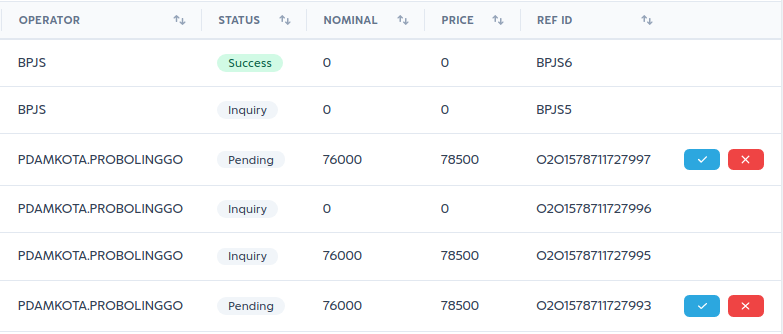 OPERATOR STATUS NOMINAL PRICE REF ID
BPJS Success 0 0 BPJS6
BPJS Inquiry 0 0 BPJS5
PDAMKOTA.PROBOLINGGO Pending 76000 78500 O2O1578711727997
PDAMKOTA.PROBOLINGGO Inquiry 0 0 O2O1578711727996
PDAMKOTA.PROBOLINGGO Inquiry 76000 78500 O2O1578711727995
PDAMKOTA.PROBOLINGGO Pending 76000 78500 O2O1578711727993